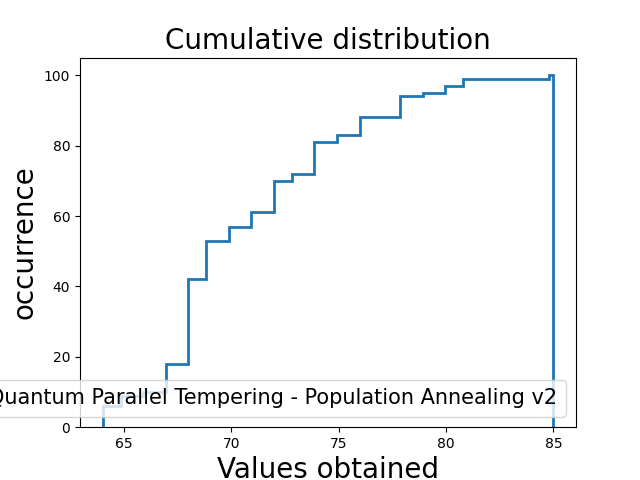 Cumulative distribution
occurrence
100
80
60
40
20
0
Quantum Parallel Tempering - Population Annealing v2
65 70 75 80 85
Values obtained